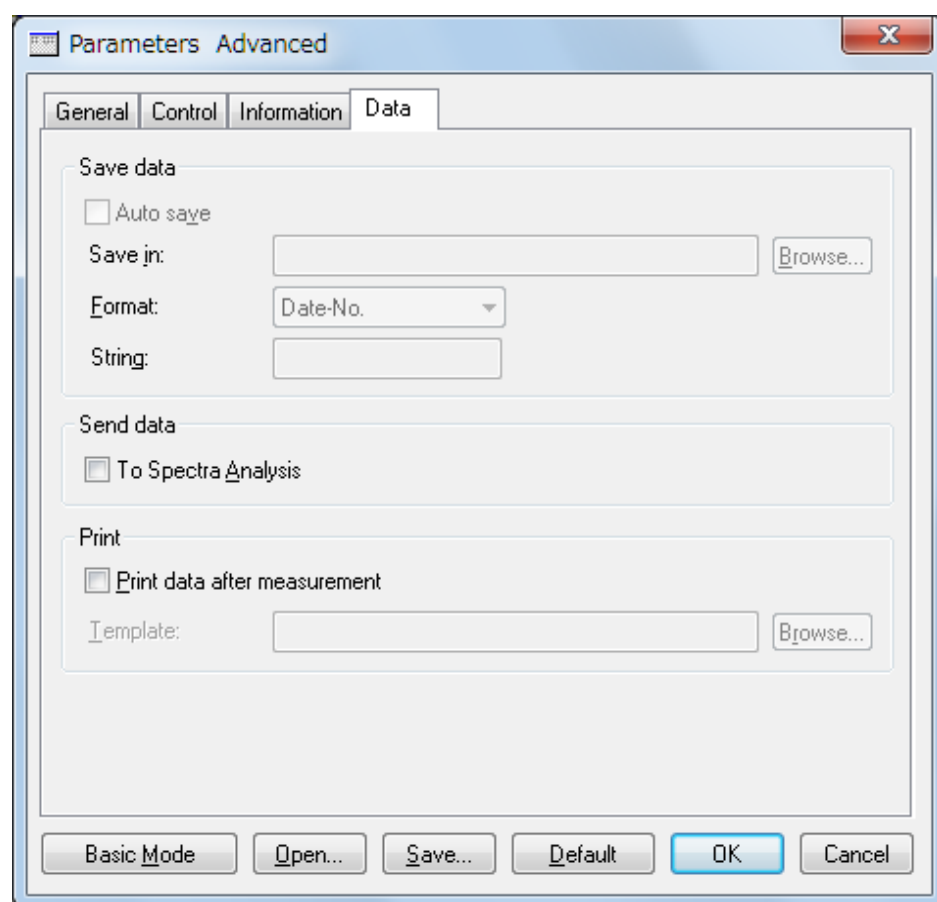 Parameters Advanced
General Control Information Data
Save data
Auto save
Save in: Browse...
Format: Date-No.
String:
Send data
To Spectra Analysis
Print
Print data after measurement
Template: Browse...
Basic Mode Open... Save... Default OK Cancel